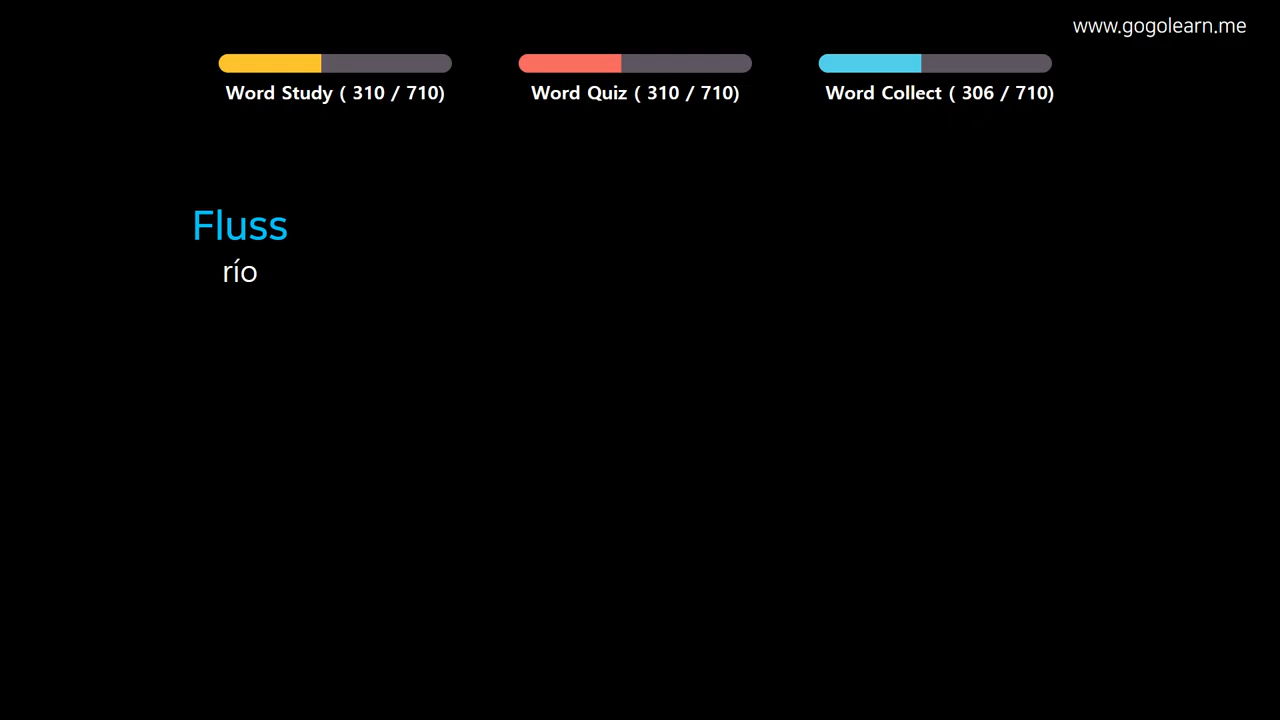 www.gogolearn.me
Word Study ( 310 / 710)
Word Quiz ( 310 / 710)
Word Collect ( 306 / 710)
Fluss
río